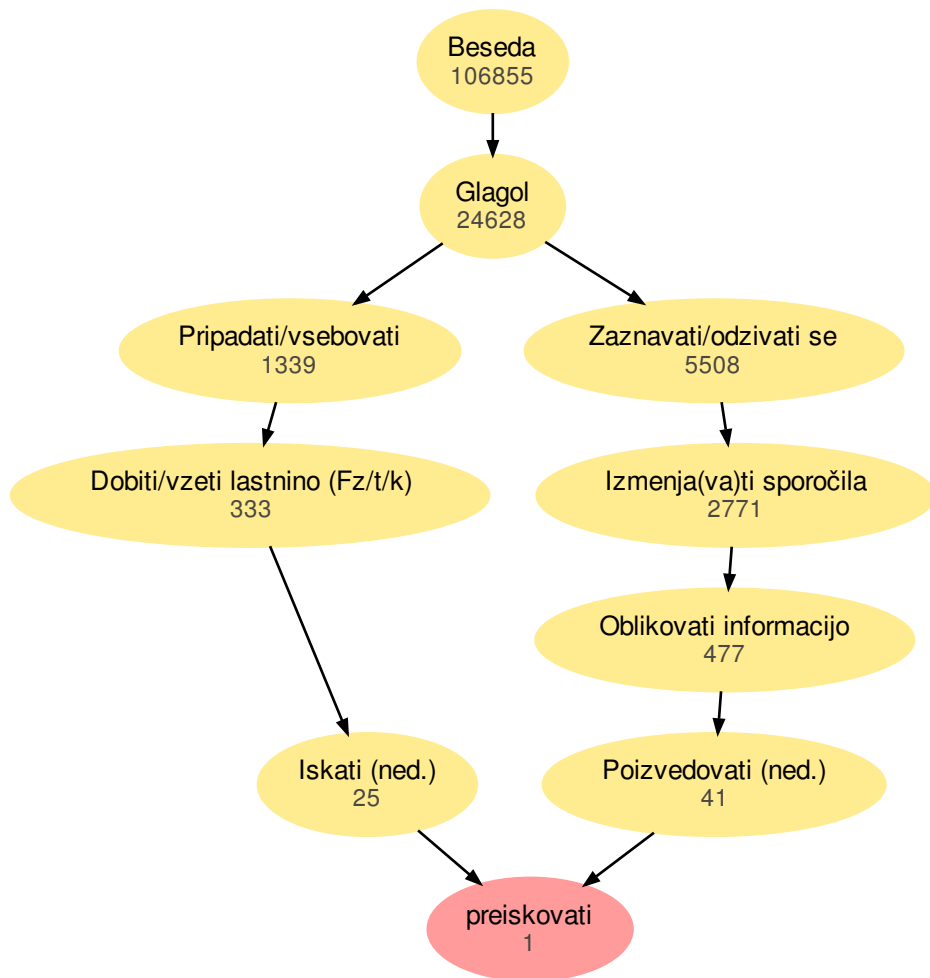 Beseda
106855
Glagol
24628
Pripadati/vsebovati
1339
Zaznavati/odzivati se
5508
Dobiti/vzeti lastnino (Fz/t/k)
333
Izmenja(va)ti sporočila
2771
Oblikovati informacijo
477
Iskati (ned.)
25
Poizvedovati (ned.)
41
preiskovati
1